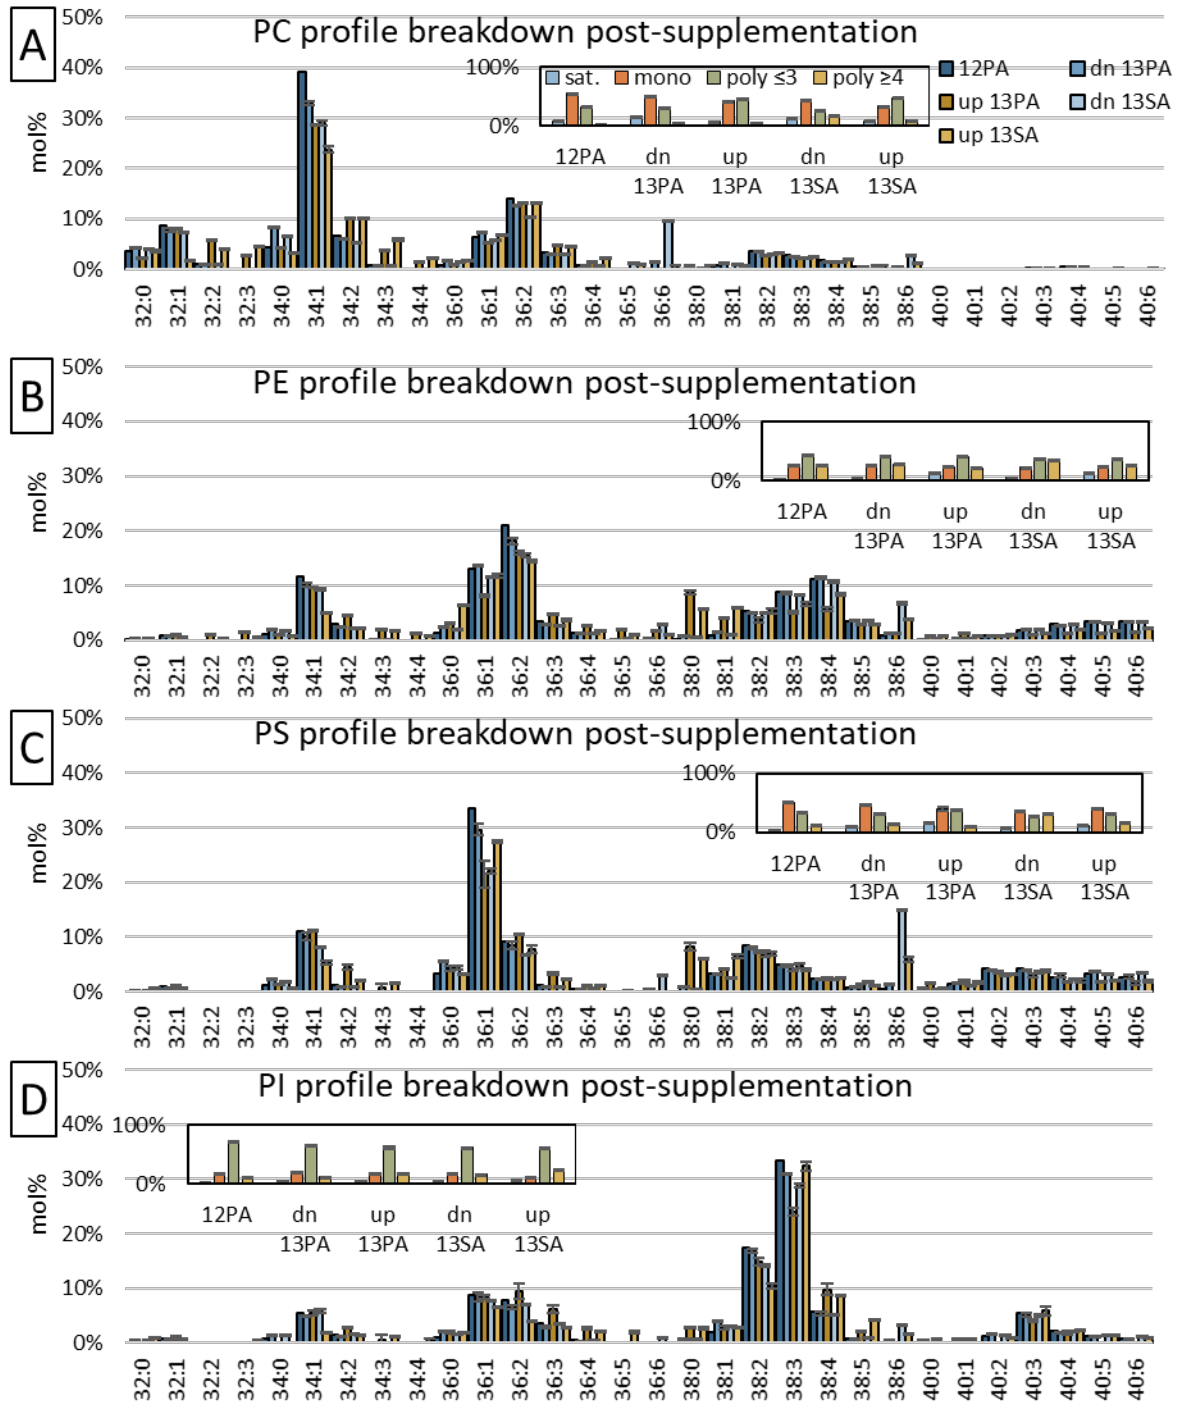 A
PC profile breakdown post-supplementation
50%
40%
30%
20%
10%
0%
mol%
100%
0%
sat. mono poly ≤3 poly ≥4
12PA dn 13PA up 13PA dn 13SA up 13SA
12PA dn 13PA
up 13PA dn 13SA
up 13SA
32:0 32:1 32:2 32:3 34:0 34:1 34:2 34:3 34:4 36:0 36:1 36:2 36:3 36:4 36:5 36:6 38:0 38:1 38:2 38:3 38:4 38:5 38:6 40:0 40:1 40:2 40:3 40:4 40:5 40:6
B
PE profile breakdown post-supplementation
50%
40%
30%
20%
10%
0%
mol%
100%
0%
12PA dn 13PA up 13PA dn 13SA up 13SA
32:0 32:1 32:2 32:3 34:0 34:1 34:2 34:3 34:4 36:0 36:1 36:2 36:3 36:4 36:5 36:6 38:0 38:1 38:2 38:3 38:4 38:5 38:6 40:0 40:1 40:2 40:3 40:4 40:5 40:6
C
PS profile breakdown post-supplementation
50%
40%
30%
20%
10%
0%
mol%
100%
0%
12PA dn 13PA up 13PA dn 13SA up 13SA
32:0 32:1 32:2 32:3 34:0 34:1 34:2 34:3 34:4 36:0 36:1 36:2 36:3 36:4 36:5 36:6 38:0 38:1 38:2 38:3 38:4 38:5 38:6 40:0 40:1 40:2 40:3 40:4 40:5 40:6
D
PI profile breakdown post-supplementation
50%
40%
30%
20%
10%
0%
mol%
100%
0%
12PA dn 13PA up 13PA dn 13SA up 13SA
32:0 32:1 32:2 32:3 34:0 34:1 34:2 34:3 34:4 36:0 36:1 36:2 36:3 36:4 36:5 36:6 38:0 38:1 38:2 38:3 38:4 38:5 38:6 40:0 40:1 40:2 40:3 40:4 40:5 40:6